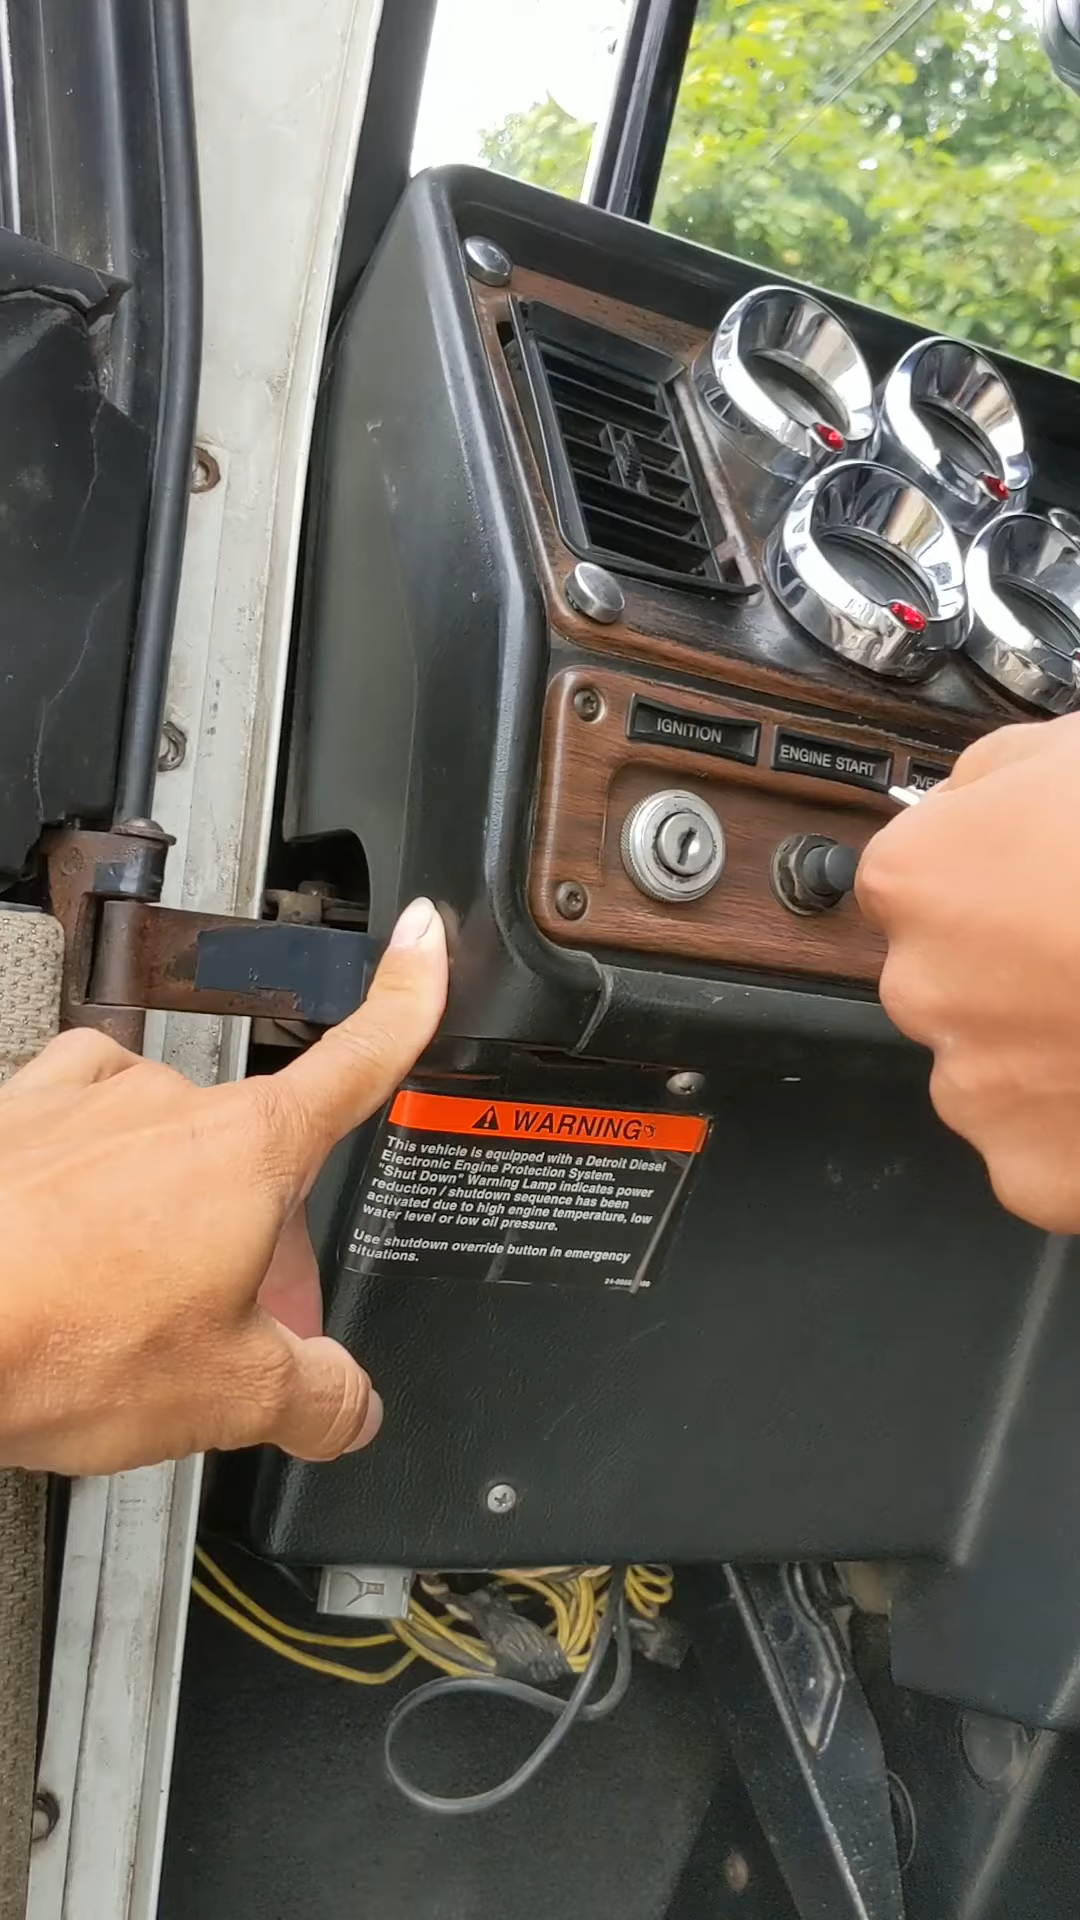 IGNITION
ENGINE START
OVER
WARNING
This vehicle is equipped with a Detroit Diesel
Electronic Engine Protection System.
"Shut Down" Warning Lamp indicates power
reduction / shutdown sequence has been
activated due to high engine temperature, low
water level or low oil pressure.
Use shutdown override button in emergency
situations.